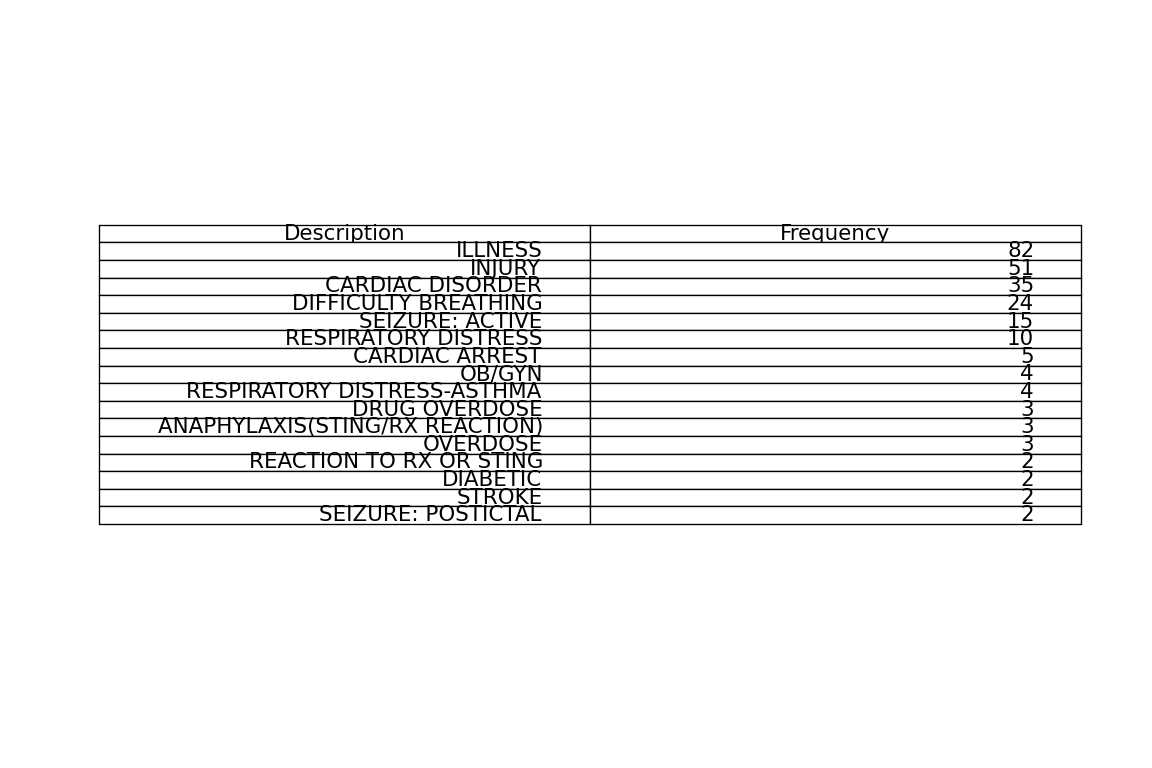 Description Frequency
ILLNESS 82
INJURY 51
CARDIAC DISORDER 35
DIFFICULTY BREATHING 24
SEIZURE: ACTIVE 15
RESPIRATORY DISTRESS 10
CARDIAC ARREST 5
OB/GYN 4
RESPIRATORY DISTRESS-ASTHMA 4
DRUG OVERDOSE 3
ANAPHYLAXIS(STING/RX REACTION) 3
OVERDOSE 3
REACTION TO RX OR STING 2
DIABETIC 2
STROKE 2
SEIZURE: POSTICTAL 2